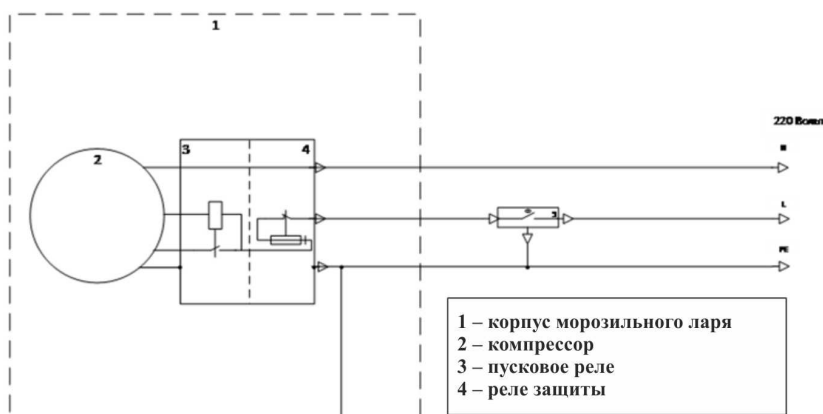 1
220 Вольт
2
3
4
N
L
3
PE
1 – корпус морозильного ларя
2 – компрессор
3 – пусковое реле
4 – реле защиты